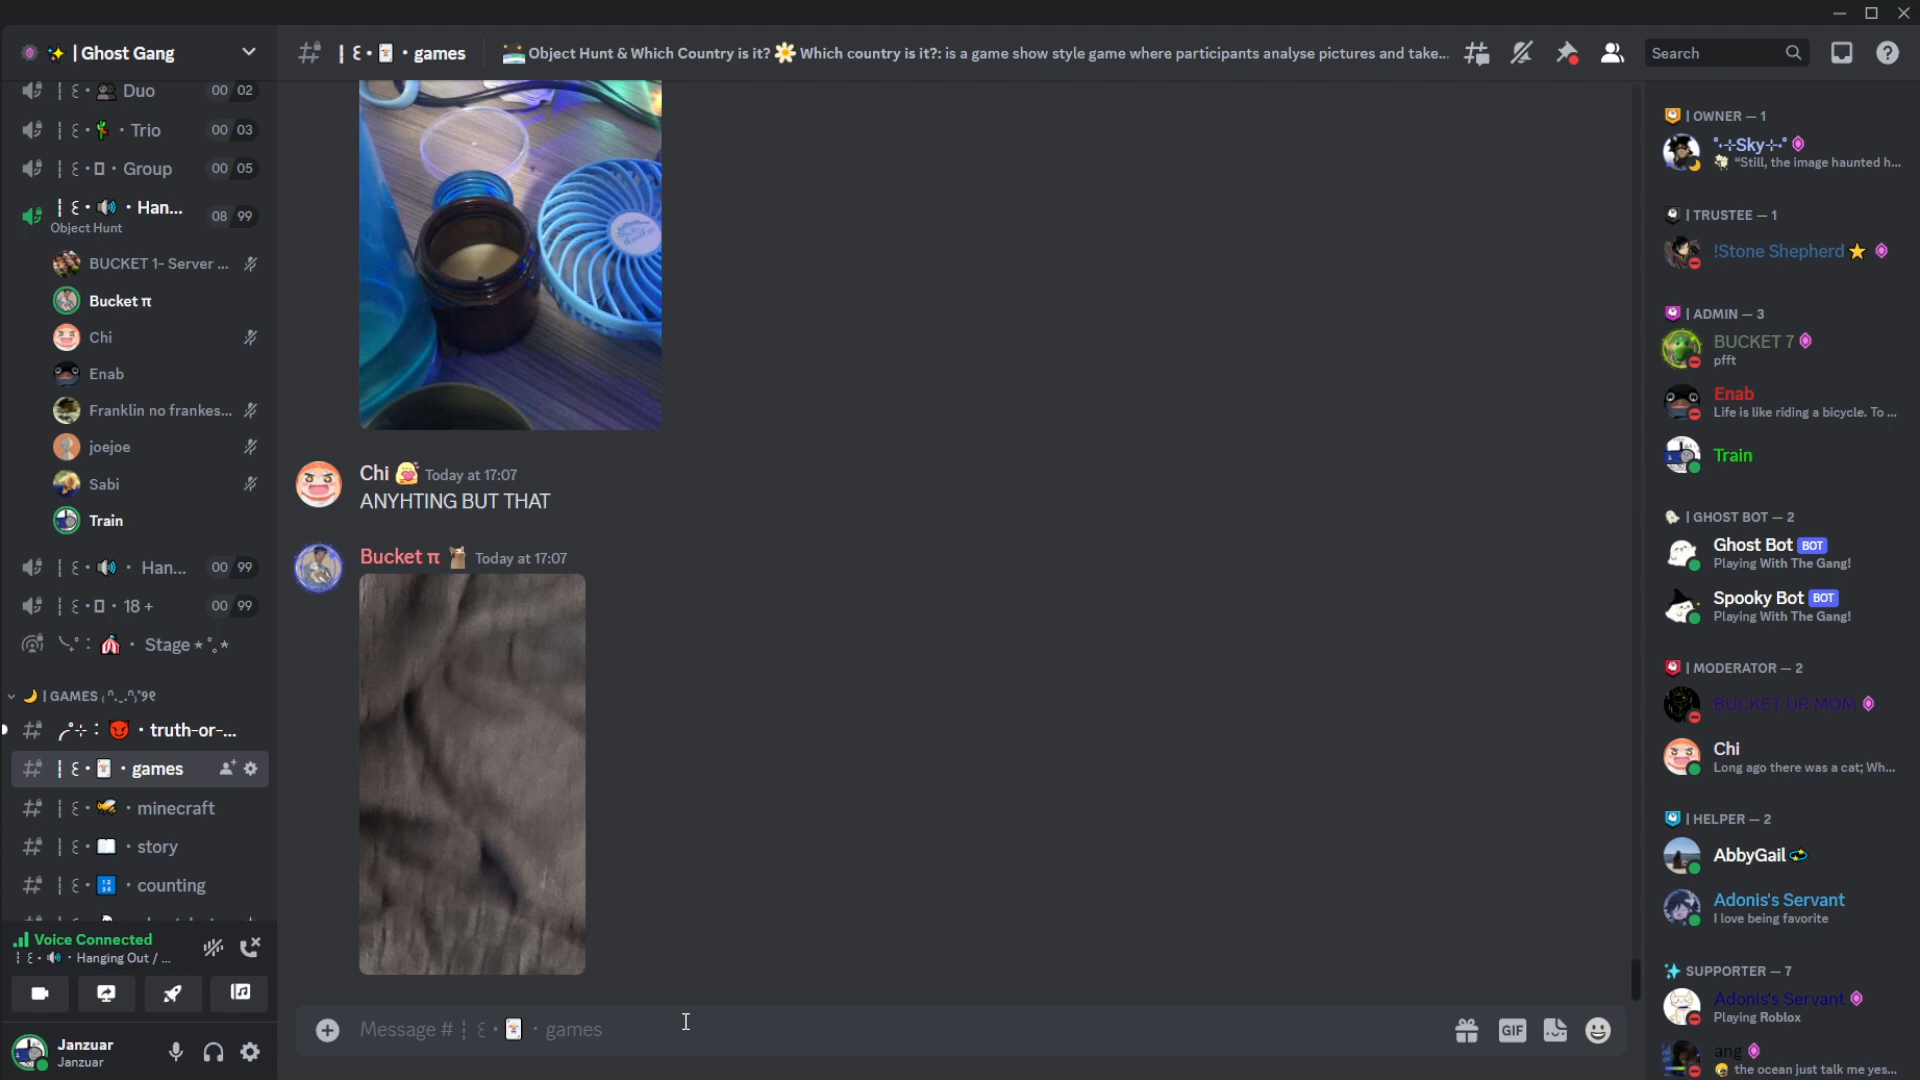 | Ghost Gang
Duo 00 02
Trio 00 03
Group 00 05
Han... 08 99
Object Hunt
BUCKET 1- Server ...
Bucket π
Chi
Enab
Franklin no frankes...
joejoe
Sabi
Train
Han... 00 99
18 + 00 99
Stage
| GAMES
truth-or-...
games
minecraft
story
counting
Voice Connected
Hanging Out / ...
Janzuar
Janzuar
games
Object Hunt & Which Country is it? 🌼 Which country is it?: is a game show style game where participants analyse pictures and take...
Search
Chi Today at 17:07
ANYHTING BUT THAT
Bucket π Today at 17:07
Message # games
GIF
| OWNER — 1
Sky
"Still, the image haunted h...
| TRUSTEE — 1
!Stone Shepherd
| ADMIN — 3
BUCKET 7
pfft
Enab
Life is like riding a bicycle. To ...
Train
| GHOST BOT — 2
Ghost Bot BOT
Playing With The Gang!
Spooky Bot BOT
Playing With The Gang!
| MODERATOR — 2
BUCKET UR MOM
Chi
Long ago there was a cat; Wh...
| HELPER — 2
AbbyGail
Adonis's Servant
I love being favorite
SUPPORTER — 7
Adonis's Servant
Playing Roblox
ang
the ocean just talk me yes...